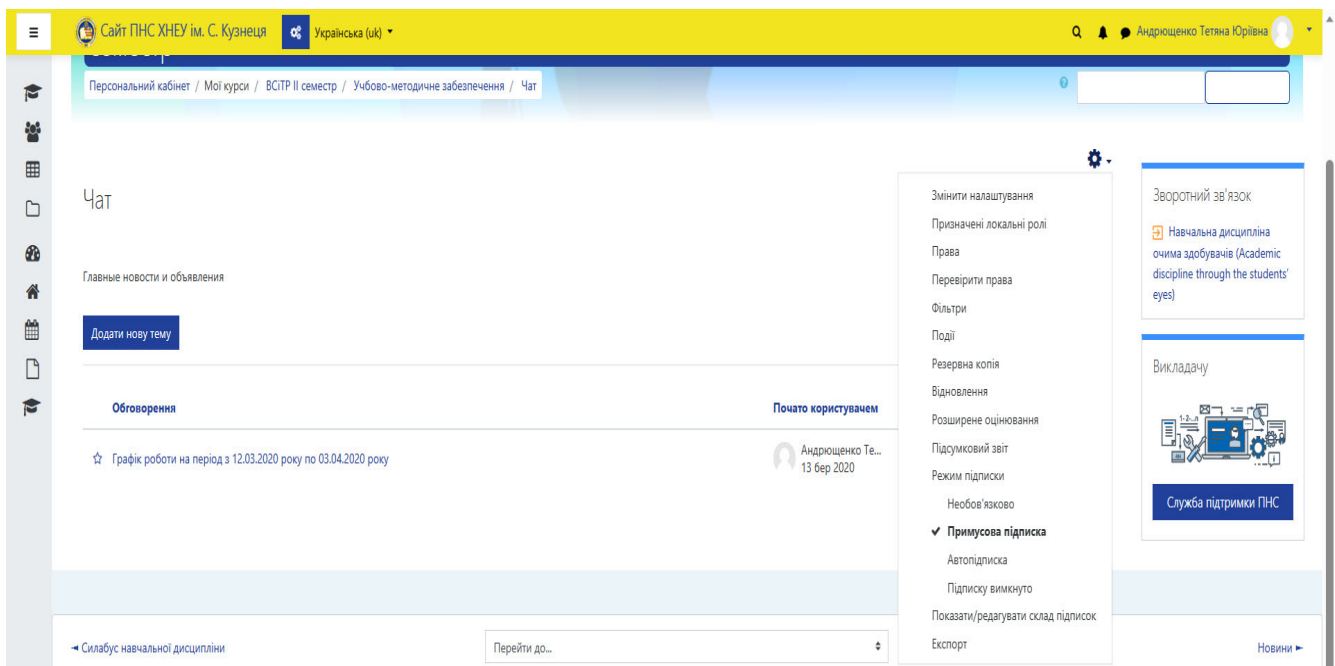 Сайт ПНС ХНЕУ ім. С. Кузнеця
Українська (uk)
Андрющенко Тетяна Юріївна
Персональний кабінет / Мої курси / ВСіТР ІІ семестр / Учбово-методичне забезпечення / Чат
Чат
Главные новости и объявления
Додати нову тему
Обговорення
Почато користувачем
Графік роботи на період з 12.03.2020 року по 03.04.2020 року
Андрющенко Те...
13 бер 2020
Змінити налаштування
Призначені локальні ролі
Права
Перевірити права
Фільтри
Події
Резервна копія
Відновлення
Розширене оцінювання
Підсумковий звіт
Режим підписки
Необов'язково
Примусова підписка
Автопідписка
Підписку вимкнуто
Показати/редагувати склад підписок
Експорт
Зворотний зв'язок
Навчальна дисципліна
очима здобувачів (Academic
discipline through the students'
eyes)
Викладачу
Служба підтримки ПНС
◄ Силабус навчальної дисципліни
Перейти до...
Новини ►